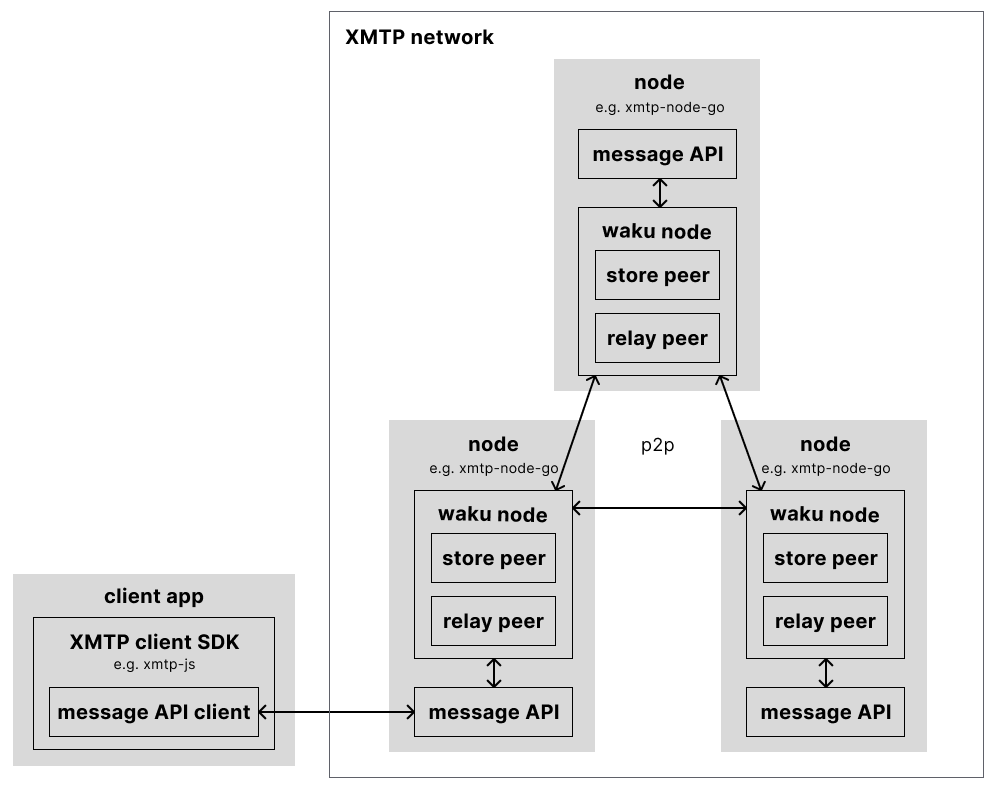 XMTP network
node
e.g. xmtp-node-go
message API
waku node
store peer
relay peer
p2p
node
e.g. xmtp-node-go
waku node
store peer
relay peer
message API
node
e.g. xmtp-node-go
waku node
store peer
relay peer
message API
client app
XMTP client SDK
e.g. xmtp-js
message API client